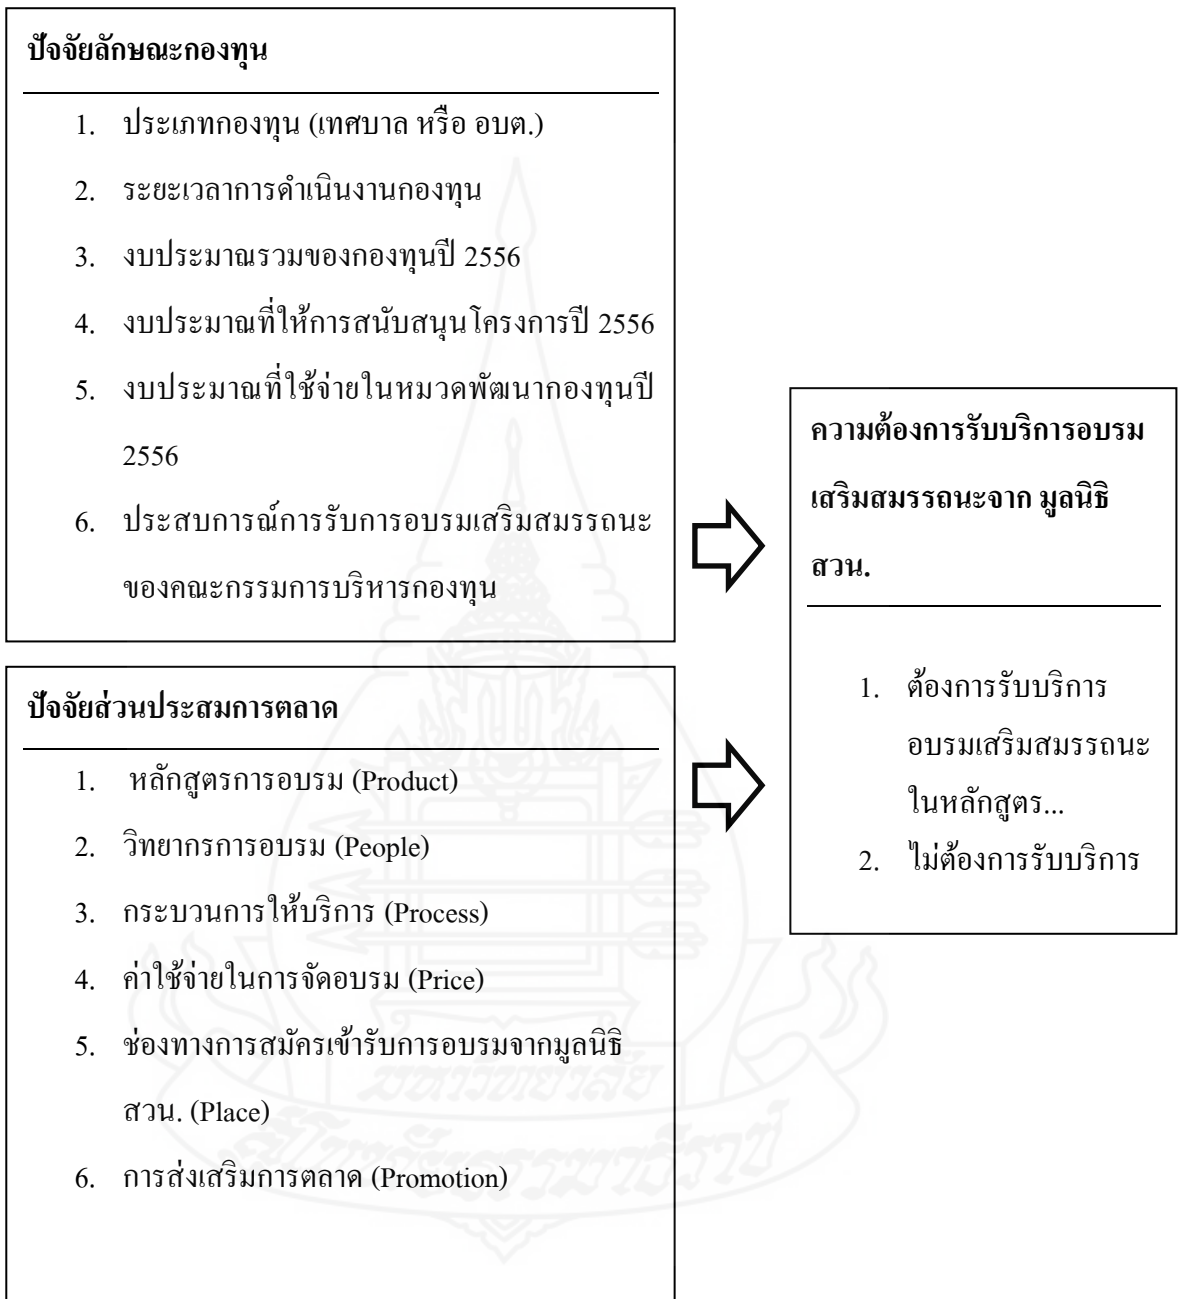 ปัจจัยลักษณะกองทุน
1. ประเภทกองทุน (เทศบาล หรือ อบต.)
2. ระยะเวลาการดำเนินงานกองทุน
3. งบประมาณรวมของกองทุนปี 2556
4. งบประมาณที่ให้การสนับสนุนโครงการปี 2556
5. งบประมาณที่ใช้จ่ายในหมวดพัฒนากองทุนปี
2556
6. ประสบการณ์การรับการอบรมเสริมสมรรถนะ
ของคณะกรรมการบริหารกองทุน
ปัจจัยส่วนประสมการตลาด
1. หลักสูตรการอบรม (Product)
2. วิทยากรการอบรม (People)
3. กระบวนการให้บริการ (Process)
4. ค่าใช้จ่ายในการจัดอบรม (Price)
5. ช่องทางการสมัครเข้ารับการอบรมจากมูลนิธิ
สวน. (Place)
6. การส่งเสริมการตลาด (Promotion)
ความต้องการรับบริการอบรม
เสริมสมรรถนะจาก มูลนิธิ
สวน.
1. ต้องการรับบริการ
อบรมเสริมสมรรถนะ
ในหลักสูตร...
2. ไม่ต้องการรับบริการ
มหาวิทยาลัย
สุโขทัยธรรมาธิราช